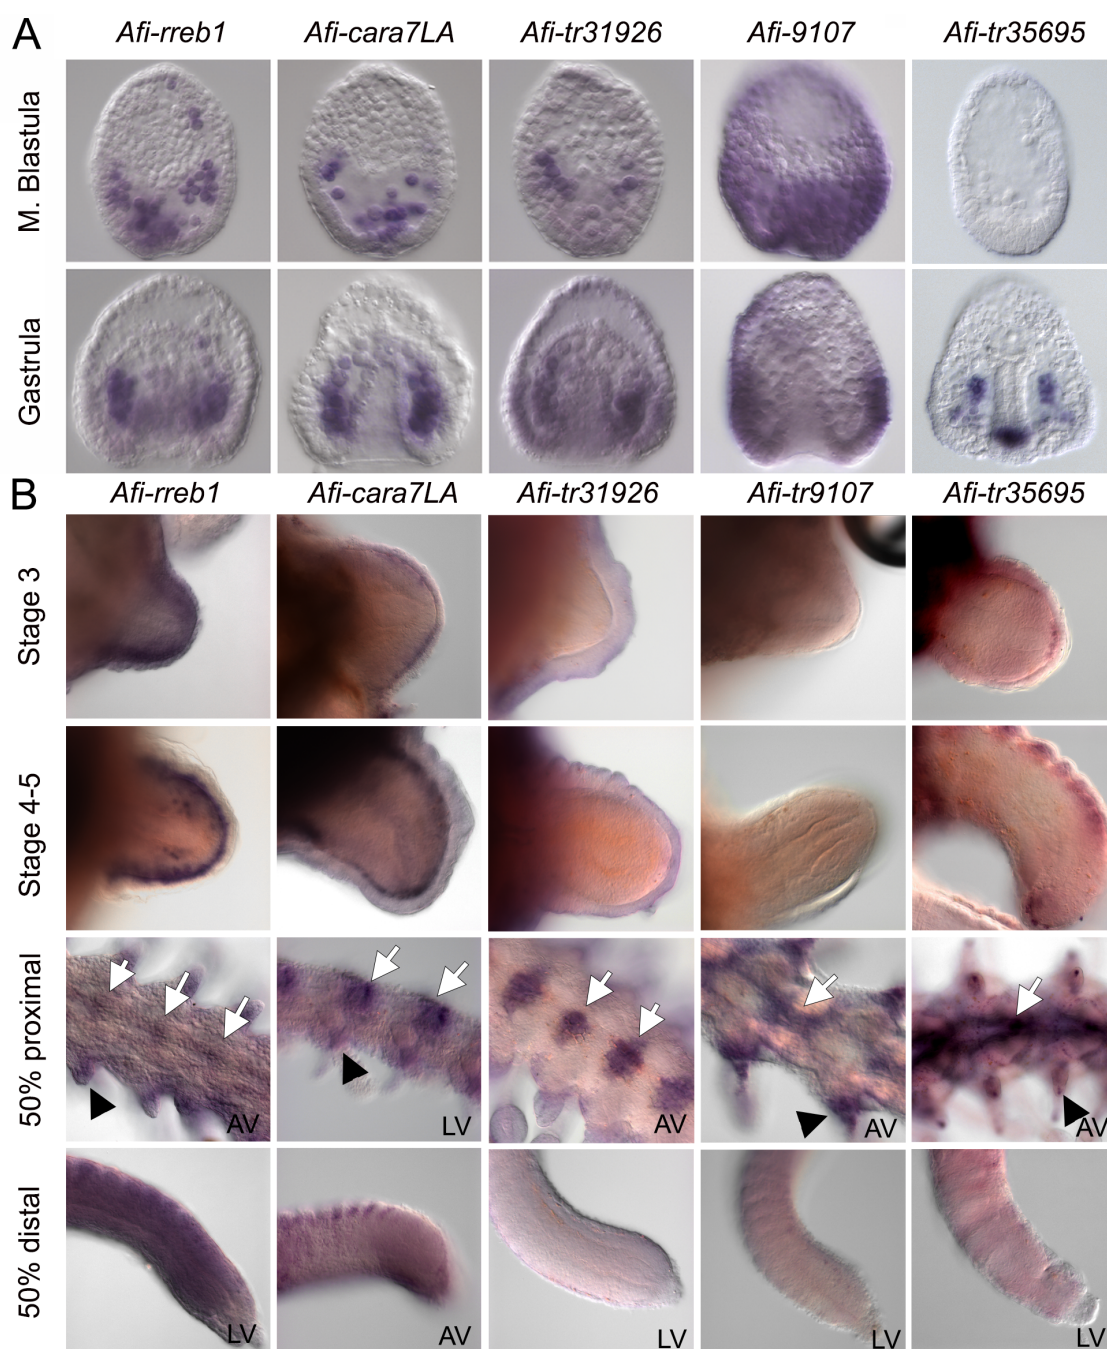 A
Afi-rreb1 Afi-cara7LA Afi-tr31926 Afi-9107 Afi-tr35695
M. Blastula
Gastrula
B
Afi-rreb1 Afi-cara7LA Afi-tr31926 Afi-tr9107 Afi-tr35695
Stage 3
Stage 4-5
50% proximal
AV LV AV AV AV
50% distal
LV AV LV LV LV